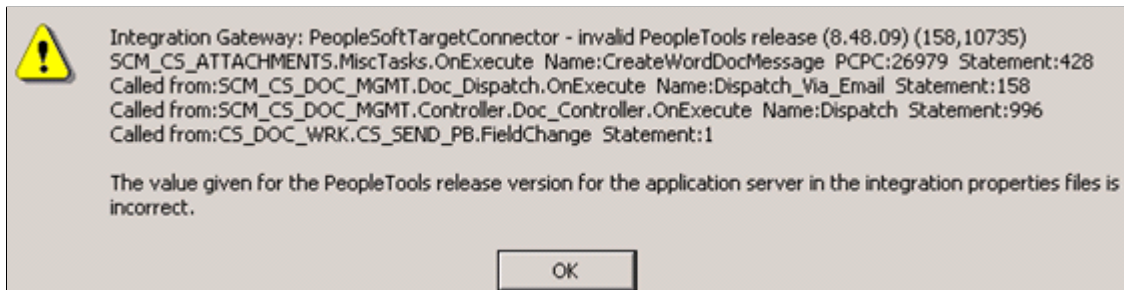 Integration Gateway: PeopleSoftTargetConnector - invalid PeopleTools release (8.48.09) (158,10735)
SCM_CS_ATTACHMENTS.MiscTasks.OnExecute Name:CreateWordDocMessage PCPC:26979 Statement:428
Called from:SCM_CS_DOC_MGMT.Doc_Dispatch.OnExecute Name:Dispatch_Via_Email Statement:158
Called from:SCM_CS_DOC_MGMT.Controller.Doc_Controller.OnExecute Name:Dispatch Statement:996
Called from:CS_DOC_WRK.CS_SEND_PB.FieldChange Statement:1
The value given for the PeopleTools release version for the application server in the integration properties files is
incorrect.
OK